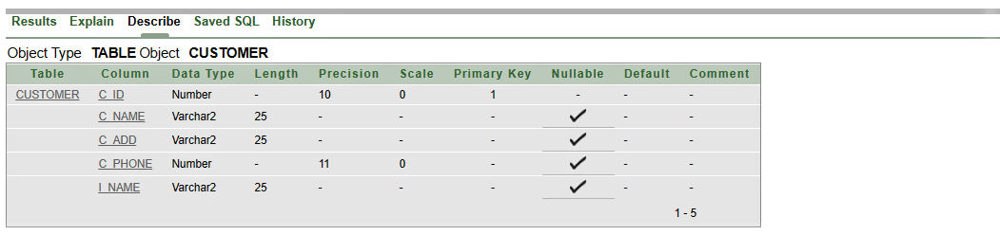 Results Explain Describe Saved SQL History
Object Type TABLE Object CUSTOMER
Table Column Data Type Length Precision Scale Primary Key Nullable Default Comment
CUSTOMER C_ID Number - 10 0 1 - - -
C_NAME Varchar2 25 - - - - -
C_ADD Varchar2 25 - - - - -
C_PHONE Number - 11 0 - - -
I_NAME Varchar2 25 - - - - -
1 - 5